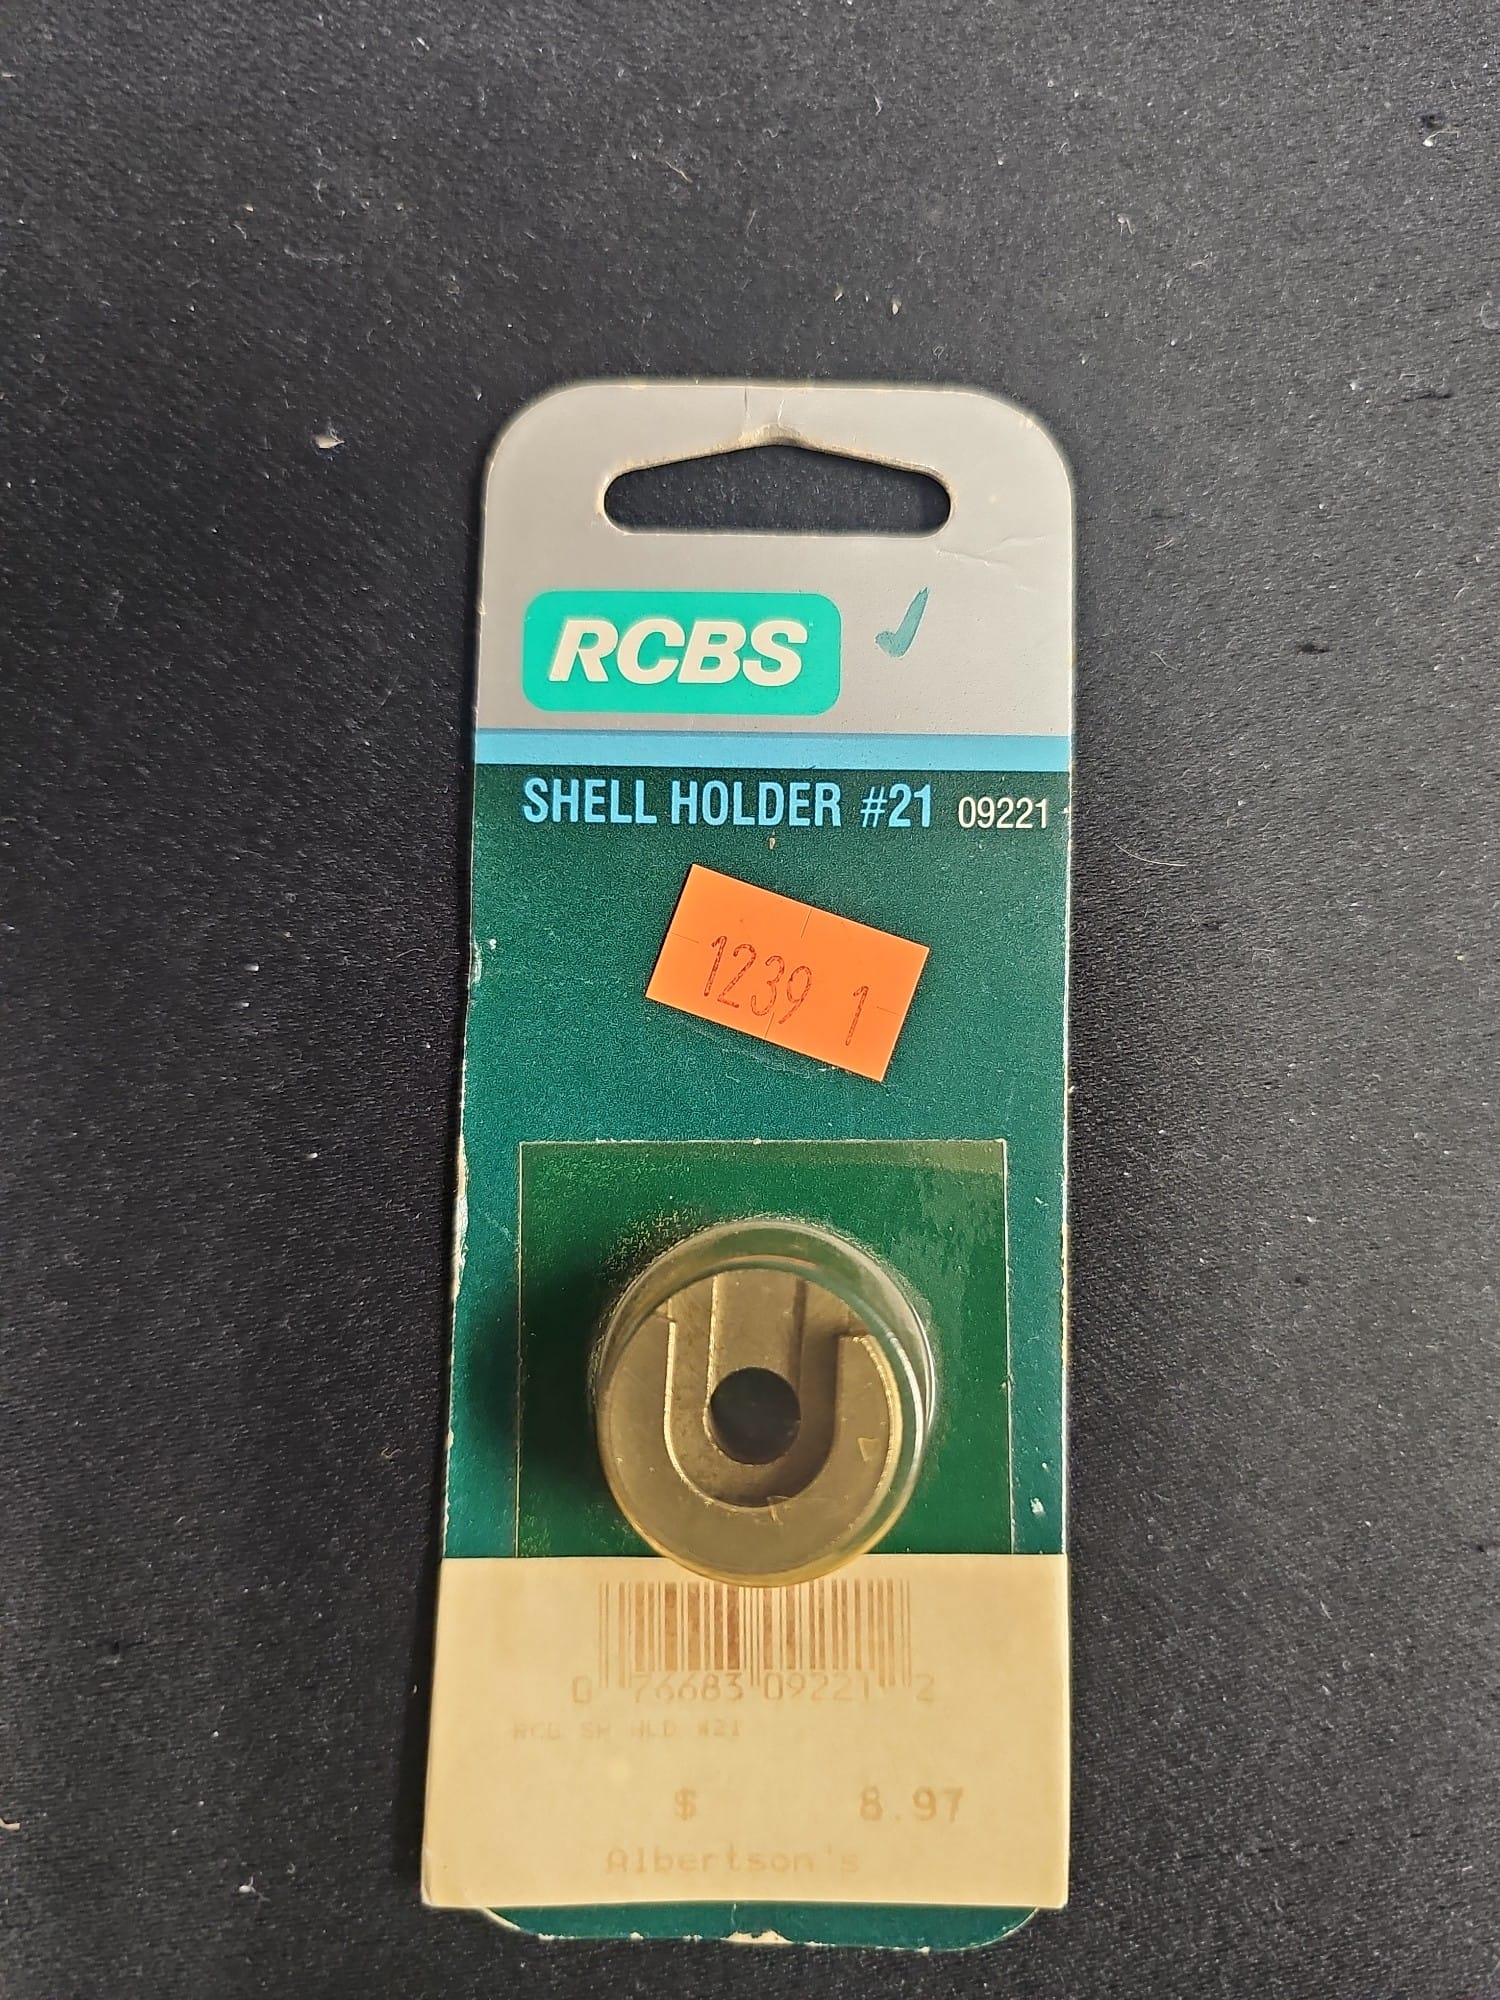 RCBS
SHELL HOLDER #21 09221
1239 1
0 76683 09221 2
RCB SH HLD #21
$ 8.97
Albertson's